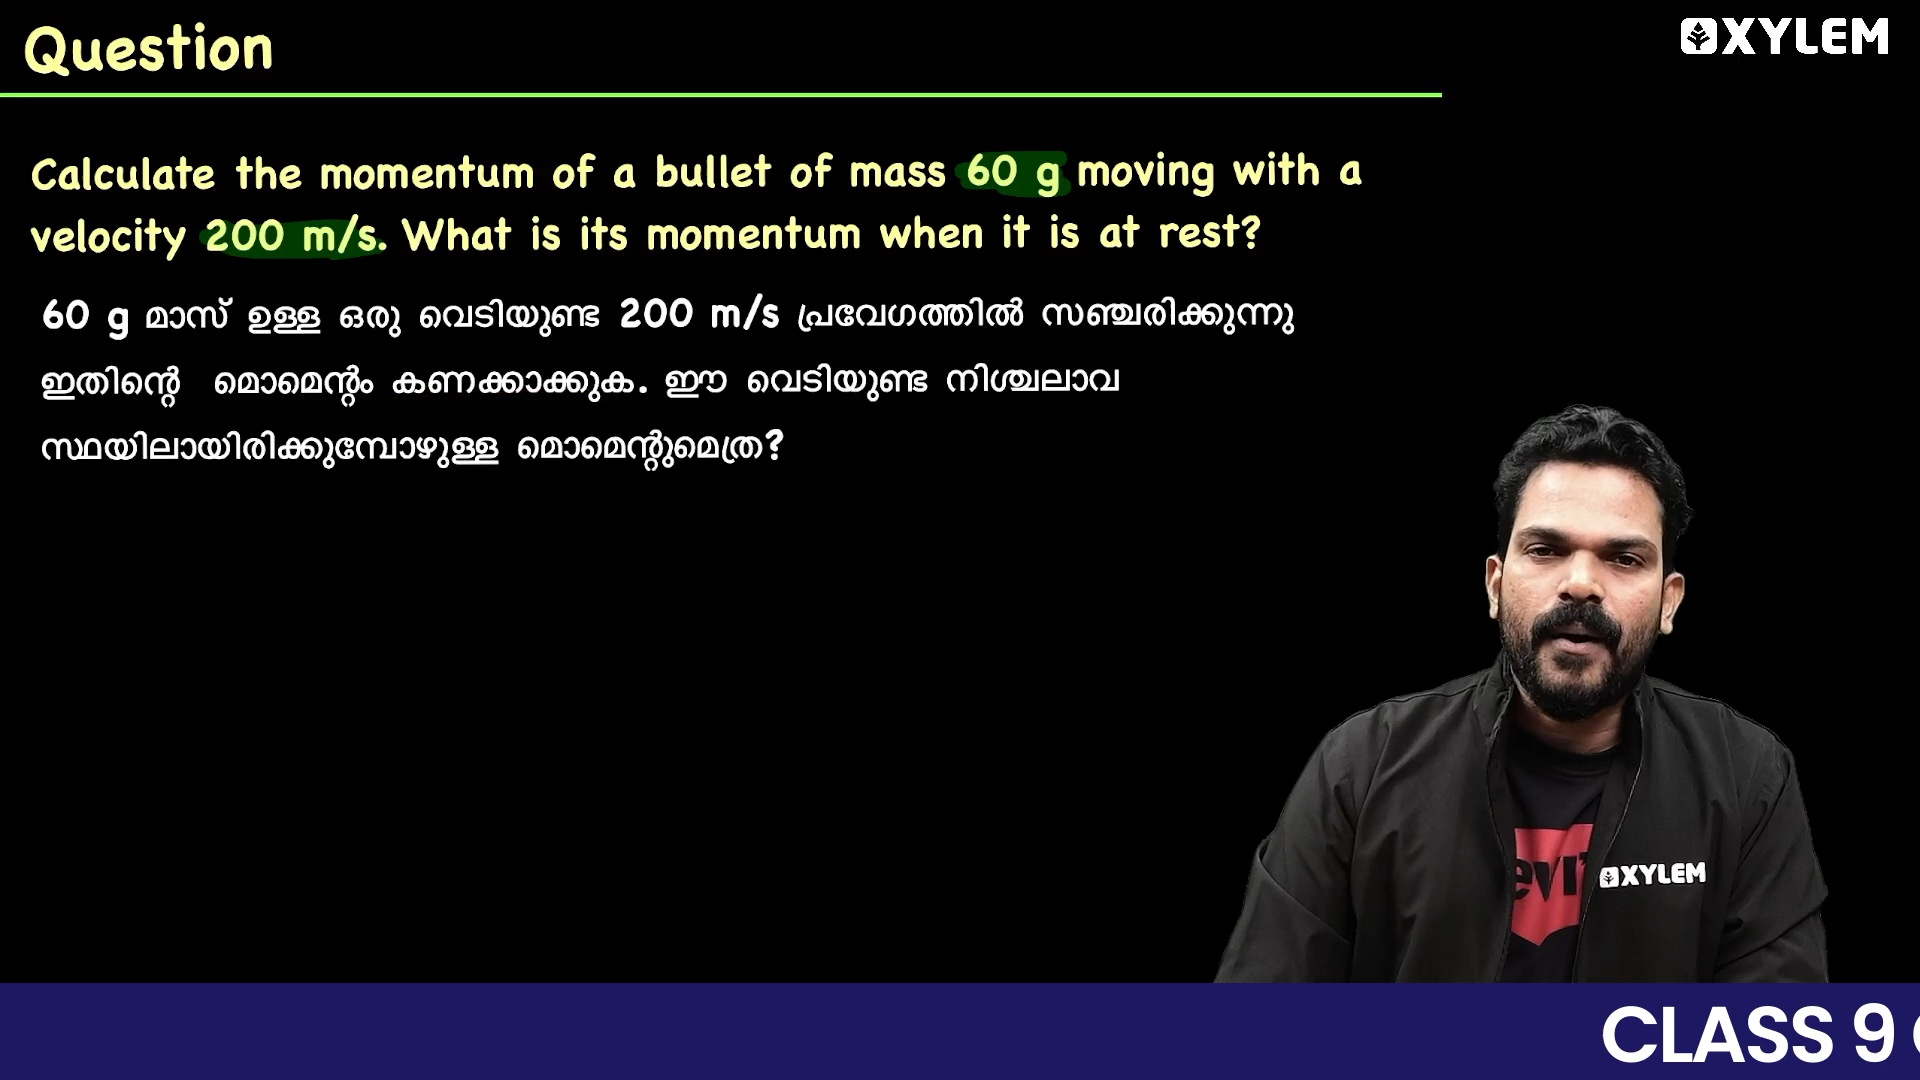 Question
XYLEM
Calculate the momentum of a bullet of mass 60 g moving with a
velocity 200 m/s. What is its momentum when it is at rest?
60 g മാസ് ഉള്ള ഒരു വെടിയുണ്ട 200 m/s പ്രവേഗത്തിൽ സഞ്ചരിക്കുന്നു
ഇതിന്റെ മൊമെന്റം കണക്കാക്കുക. ഈ വെടിയുണ്ട നിശ്ചലാവ
സ്ഥയിലായിരിക്കുമ്പോഴുള്ള മൊമെന്റുമെത്ര?
XYLEM
CLASS 9